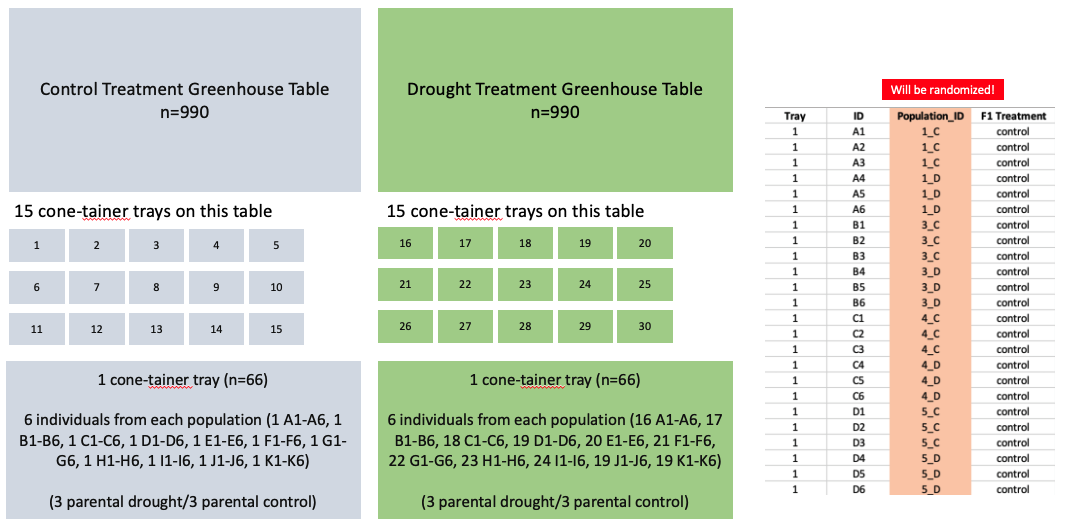 Control Treatment Greenhouse Table
n=990
15 cone-tainer trays on this table
1 2 3 4 5
6 7 8 9 10
11 12 13 14 15
1 cone-tainer tray (n=66)
6 individuals from each population (1 A1-A6, 1
B1-B6, 1 C1-C6, 1 D1-D6, 1 E1-E6, 1 F1-F6, 1 G1-
G6, 1 H1-H6, 1 I1-I6, 1 J1-J6, 1 K1-K6)
(3 parental drought/3 parental control)
Drought Treatment Greenhouse Table
n=990
15 cone-tainer trays on this table
16 17 18 19 20
21 22 23 24 25
26 27 28 29 30
1 cone-tainer tray (n=66)
6 individuals from each population (16 A1-A6, 17
B1-B6, 18 C1-C6, 19 D1-D6, 20 E1-E6, 21 F1-F6,
22 G1-G6, 23 H1-H6, 24 I1-I6, 19 J1-J6, 19 K1-K6)
(3 parental drought/3 parental control)
Will be randomized!
Tray ID Population_ID F1 Treatment
1 A1 1_C control
1 A2 1_C control
1 A3 1_C control
1 A4 1_D control
1 A5 1_D control
1 A6 1_D control
1 B1 3_C control
1 B2 3_C control
1 B3 3_C control
1 B4 3_D control
1 B5 3_D control
1 B6 3_D control
1 C1 4_C control
1 C2 4_C control
1 C3 4_C control
1 C4 4_D control
1 C5 4_D control
1 C6 4_D control
1 D1 5_C control
1 D2 5_C control
1 D3 5_C control
1 D4 5_D control
1 D5 5_D control
1 D6 5_D control